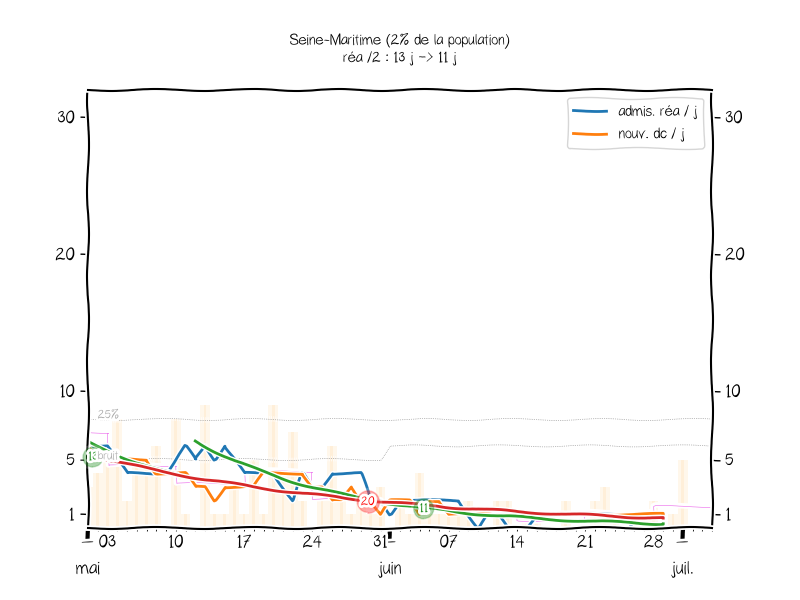 Seine-Maritime (2% de la population)
réa /2 : 13 j -> 11 j
admis. réa / j
nouv. dc / j
30
30
20
20
10
10
25%
5
13
bruit
5
1
20
11
1
03
10
17
24
31
07
14
21
28
mai
juin
juil.